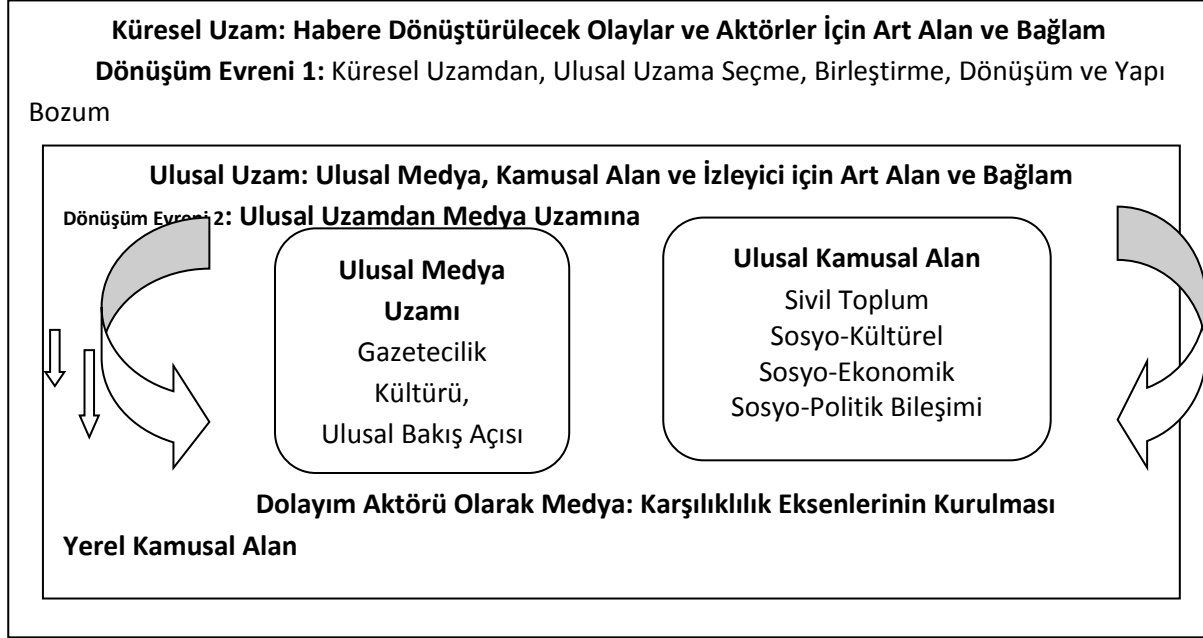 Küresel Uzam: Habere Dönüştürülecek Olaylar ve Aktörler İçin Art Alan ve Bağlam
Dönüşüm Evreni 1: Küresel Uzamdan, Ulusal Uzama Seçme, Birleştirme, Dönüşüm ve Yapı
Bozum
Ulusal Uzam: Ulusal Medya, Kamusal Alan ve İzleyici için Art Alan ve Bağlam
Dönüşüm Evreni 2: Ulusal Uzamdan Medya Uzamına
Ulusal Medya
Uzamı
Gazetecilik
Kültürü,
Ulusal Bakış Açısı
Ulusal Kamusal Alan
Sivil Toplum
Sosyo-Kültürel
Sosyo-Ekonomik
Sosyo-Politik Bileşimi
Dolayım Aktörü Olarak Medya: Karşılıklılık Eksenlerinin Kurulması
Yerel Kamusal Alan